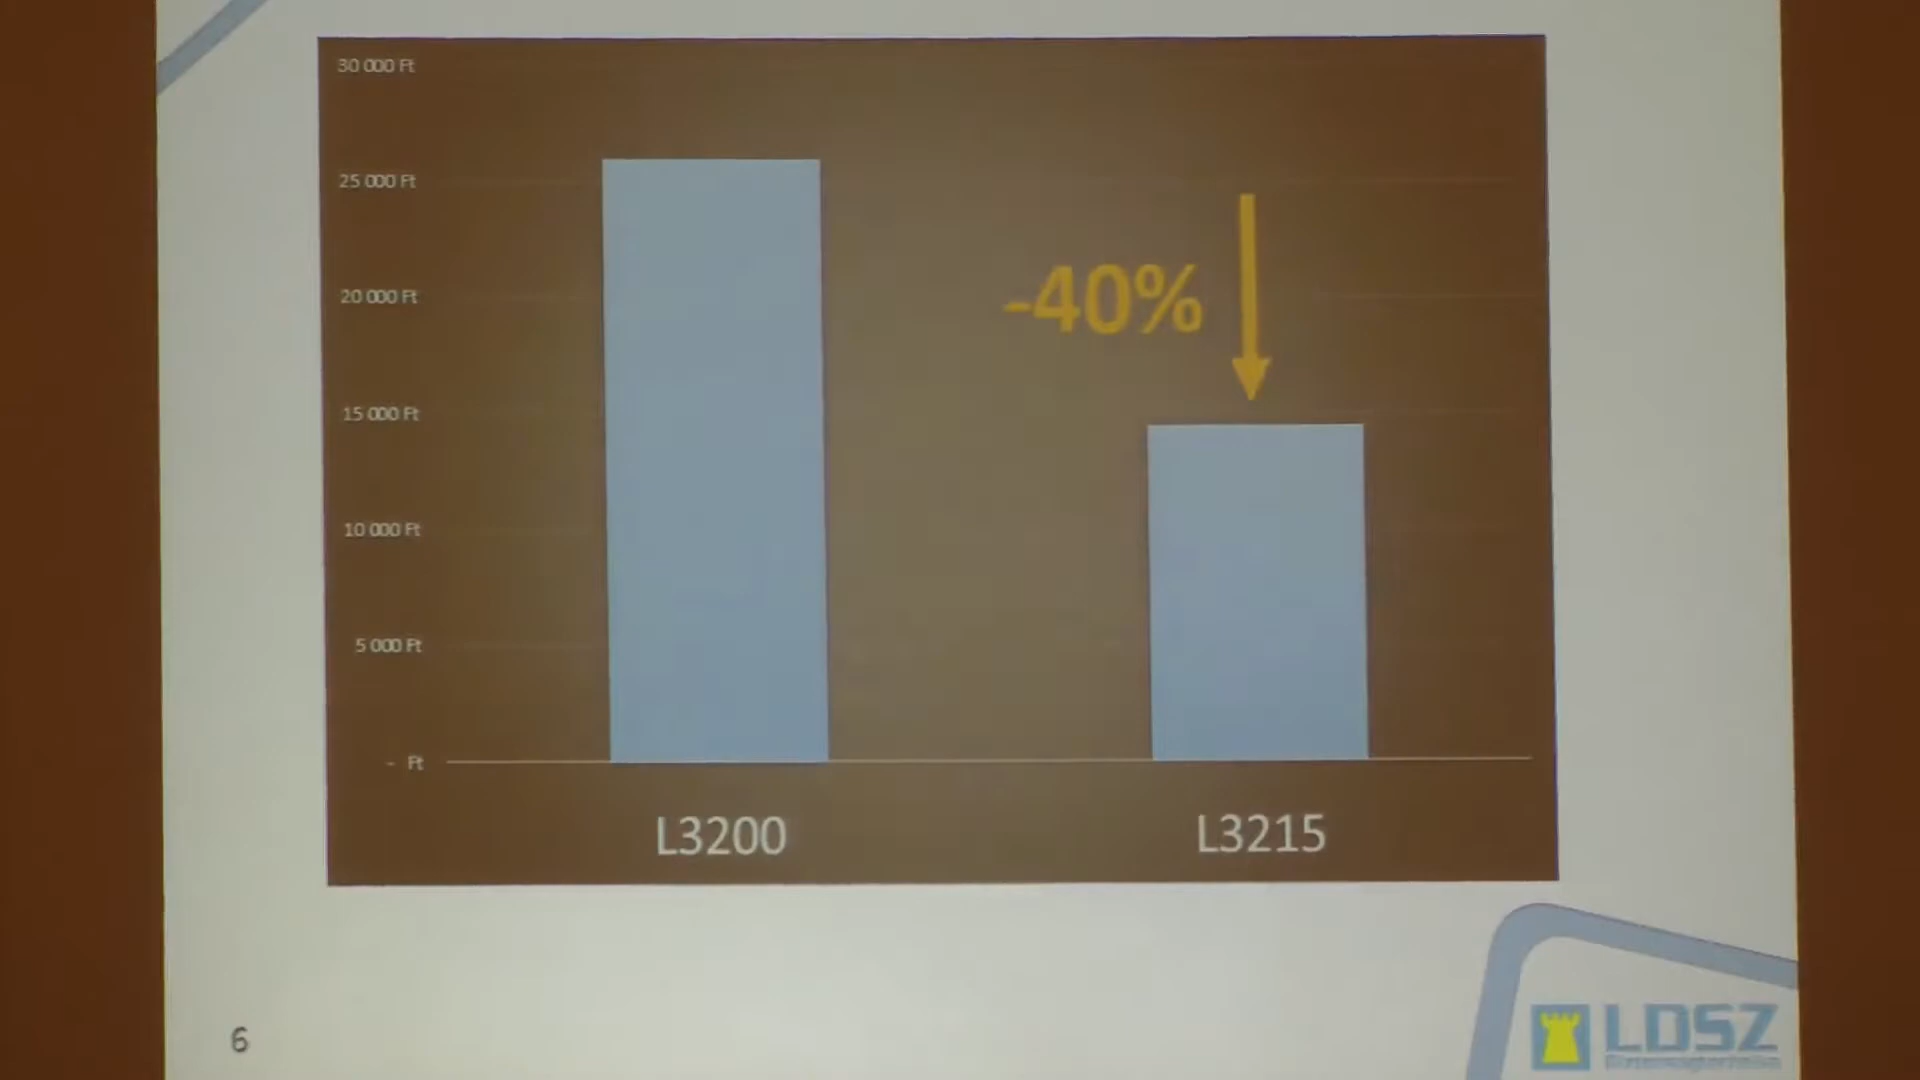 30 000 Ft
25 000 Ft
20 000 Ft
15 000 Ft
10 000 Ft
5 000 Ft
- Ft
-40%
L3200
L3215
6
LDSZ